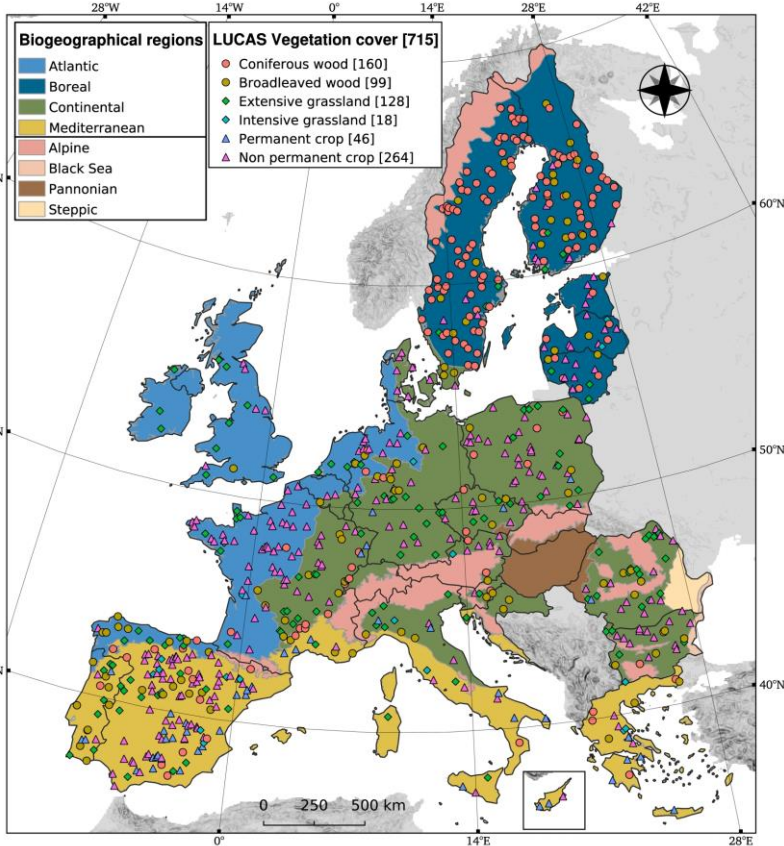 28°W 14°W 0° 14°E 28°E 42°E
Biogeographical regions
Atlantic
Boreal
Continental
Mediterranean
Alpine
Black Sea
Pannonian
Steppic
LUCAS Vegetation cover [715]
Coniferous wood [160]
Broadleaved wood [99]
Extensive grassland [128]
Intensive grassland [18]
Permanent crop [46]
Non permanent crop [264]
60°N
50°N
40°N
0 250 500 km
0° 14°E 28°E